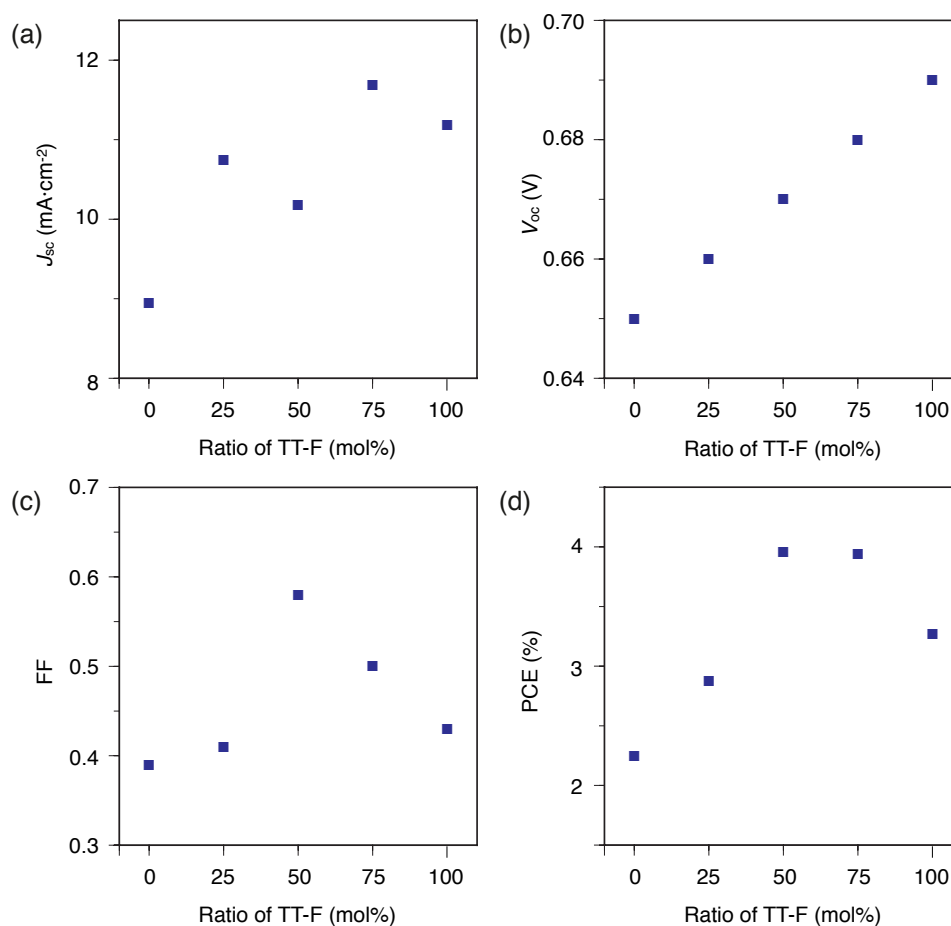 (a)
12
10
8
J_sc (mA·cm⁻²)
0 25 50 75 100
Ratio of TT-F (mol%)
(b)
0.70
0.68
0.66
0.64
V_oc (V)
0 25 50 75 100
Ratio of TT-F (mol%)
(c)
0.7
0.6
0.5
0.4
0.3
FF
0 25 50 75 100
Ratio of TT-F (mol%)
(d)
4
3
2
PCE (%)
0 25 50 75 100
Ratio of TT-F (mol%)